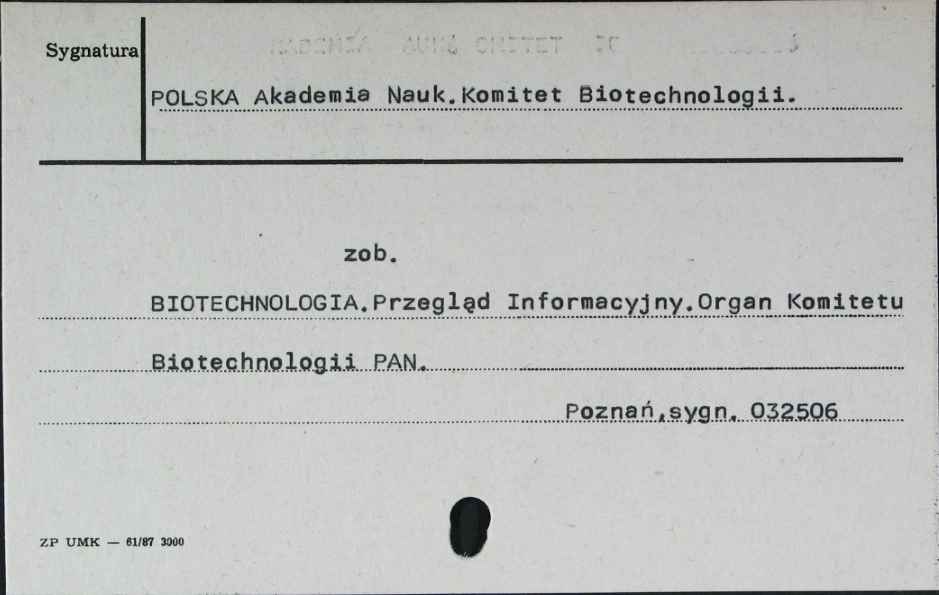 Sygnatura
POLSKA Akademia Nauk.Komitet Biotechnologii.
zob.
BIOTECHNOLOGIA.Przegląd Informacyjny.Organ Komitetu
Biotechnologii PAN.
Poznań,sygn. 032506
ZP UMK — 61/87 3000